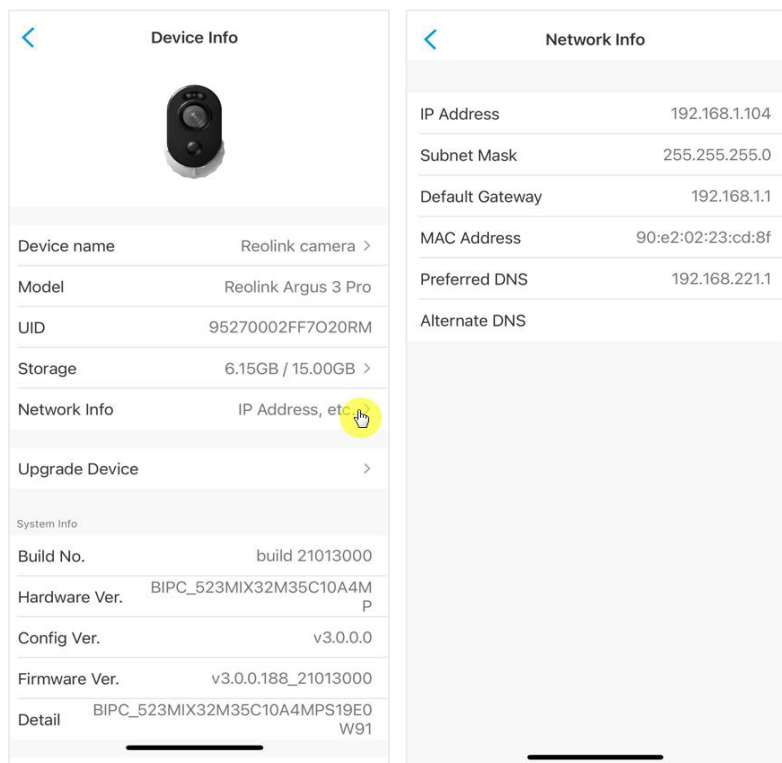 Device Info
Device name Reolink camera >
Model Reolink Argus 3 Pro
UID 95270002FF7O20RM
Storage 6.15GB / 15.00GB >
Network Info IP Address, etc. >
Upgrade Device >
System Info
Build No. build 21013000
Hardware Ver. BIPC_523MIX32M35C10A4M
P
Config Ver. v3.0.0.0
Firmware Ver. v3.0.0.188_21013000
Detail BIPC_523MIX32M35C10A4MPS19E0
W91
Network Info
IP Address 192.168.1.104
Subnet Mask 255.255.255.0
Default Gateway 192.168.1.1
MAC Address 90:e2:02:23:cd:8f
Preferred DNS 192.168.221.1
Alternate DNS